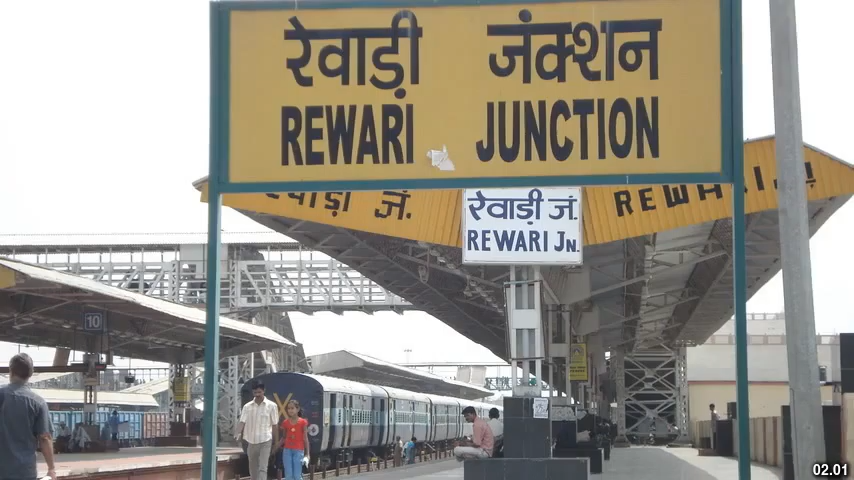 रेवाड़ी जंक्शन
REWARI JUNCTION
रेवाड़ी जं.
REWARI J
रेवाड़ी जं.
REWARI JN.
10
02.01